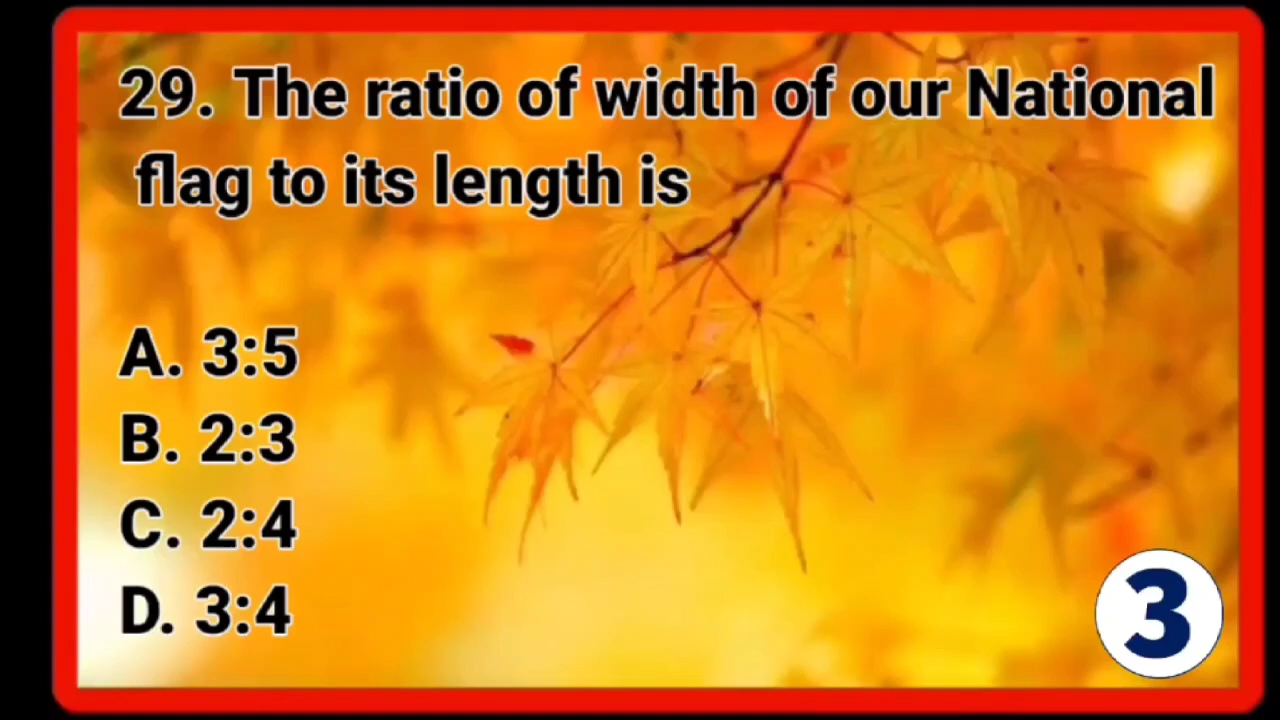 29. The ratio of width of our National
flag to its length is
A. 3:5
B. 2:3
C. 2:4
D. 3:4
3